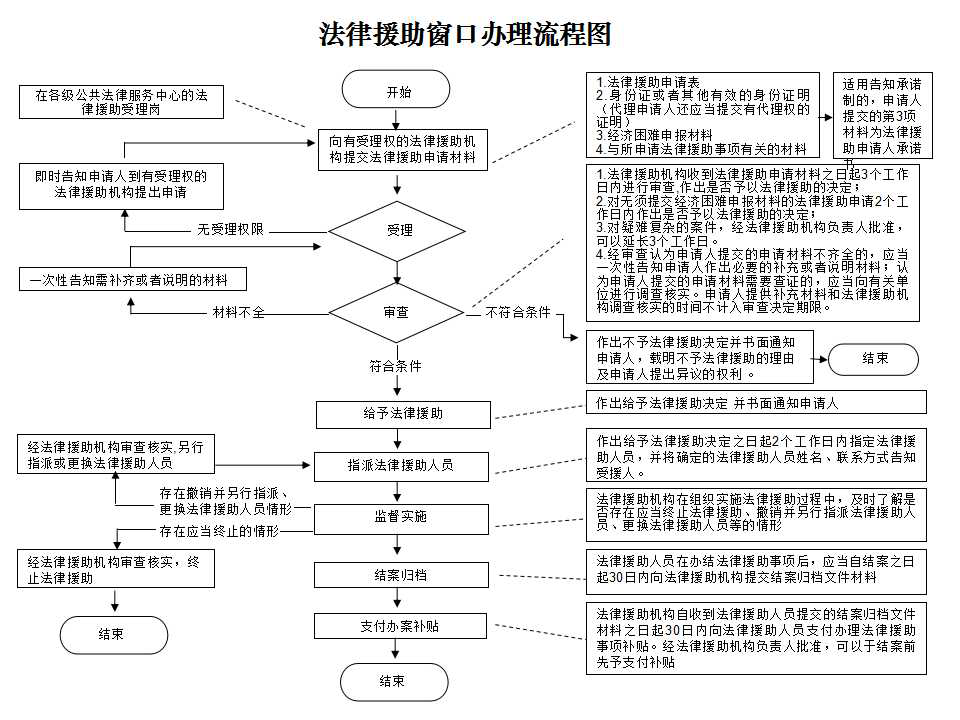 法律援助窗口办理流程图
在各级公共法律服务中心的法
律援助受理岗
开始
向有受理权的法律援助机
构提交法律援助申请材料
1.法律援助申请表
2.身份证或者其他有效的身份证明
（代理申请人还应当提交有代理权的
证明）
3.经济困难申报材料
4.与所申请法律援助事项有关的材料
适用告知承诺
制的，申请人
提交的第3项
材料为法律援
助申请人承诺
书
即时告知申请人到有受理权的
法律援助机构提出申请
无受理权限
受理
1.法律援助机构收到法律援助申请材料之日起3个工作
日内进行审查,作出是否予以法律援助的决定；
2.对无须提交经济困难申报材料的法律援助申请2个工
作日内作出是否予以法律援助的决定；
3.对疑难复杂的案件，经法律援助机构负责人批准，
可以延长3个工作日。
4.经审查认为申请人提交的申请材料不齐全的，应当
一次性告知申请人作出必要的补充或者说明材料；认
为申请人提交的申请材料需要查证的，应当向有关单
位进行调查核实。申请人提供补充材料和法律援助机
构调查核实的时间不计入审查决定期限。
一次性告知需补齐或者说明的材料
材料不全
审查
不符合条件
作出不予法律援助决定并书面通知
申请人，载明不予法律援助的理由
及申请人提出异议的权利 。
结束
符合条件
给予法律援助
作出给予法律援助决定 并书面通知申请人
经法律援助机构审查核实,另行
指派或更换法律援助人员
指派法律援助人员
作出给予法律援助决定之日起2个工作日内指定法律援
助人员，并将确定的法律援助人员姓名、联系方式告知
受援人。
存在撤销并另行指派、
更换法律援助人员情形
监督实施
法律援助机构在组织实施法律援助过程中，及时了解是
否存在应当终止法律援助、撤销并另行指派法律援助人
员、更换法律援助人员等的情形
存在应当终止的情形
经法律援助机构审查核实，终
止法律援助
结案归档
法律援助人员在办结法律援助事项后，应当自结案之日
起30日内向法律援助机构提交结案归档文件材料
结束
支付办案补贴
法律援助机构自收到法律援助人员提交的结案归档文件
材料之日起30日内向法律援助人员支付办理法律援助
事项补贴。经法律援助机构负责人批准，可以于结案前
先予支付补贴
结束